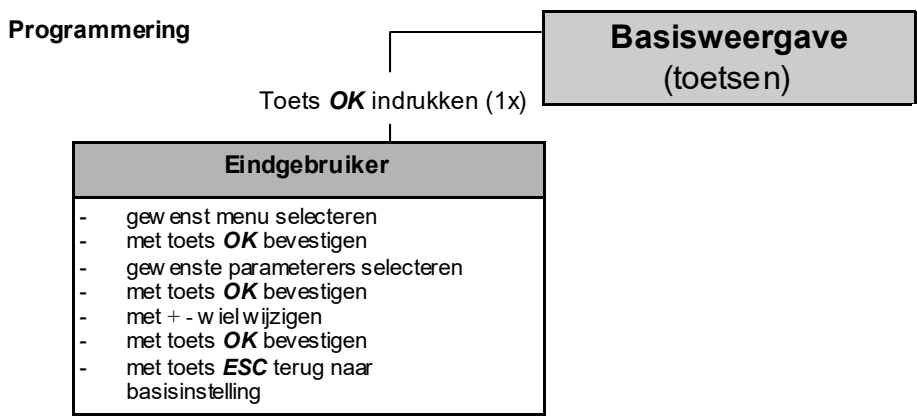 Programmering
Basisweergave
(toetsen)
Toets OK indrukken (1x)
Eindgebruiker
- gewenst menu selecteren
- met toets OK bevestigen
- gewenste parameterers selecteren
- met toets OK bevestigen
- met + - wiel wijzigen
- met toets OK bevestigen
- met toets ESC terug naar
basisinstelling